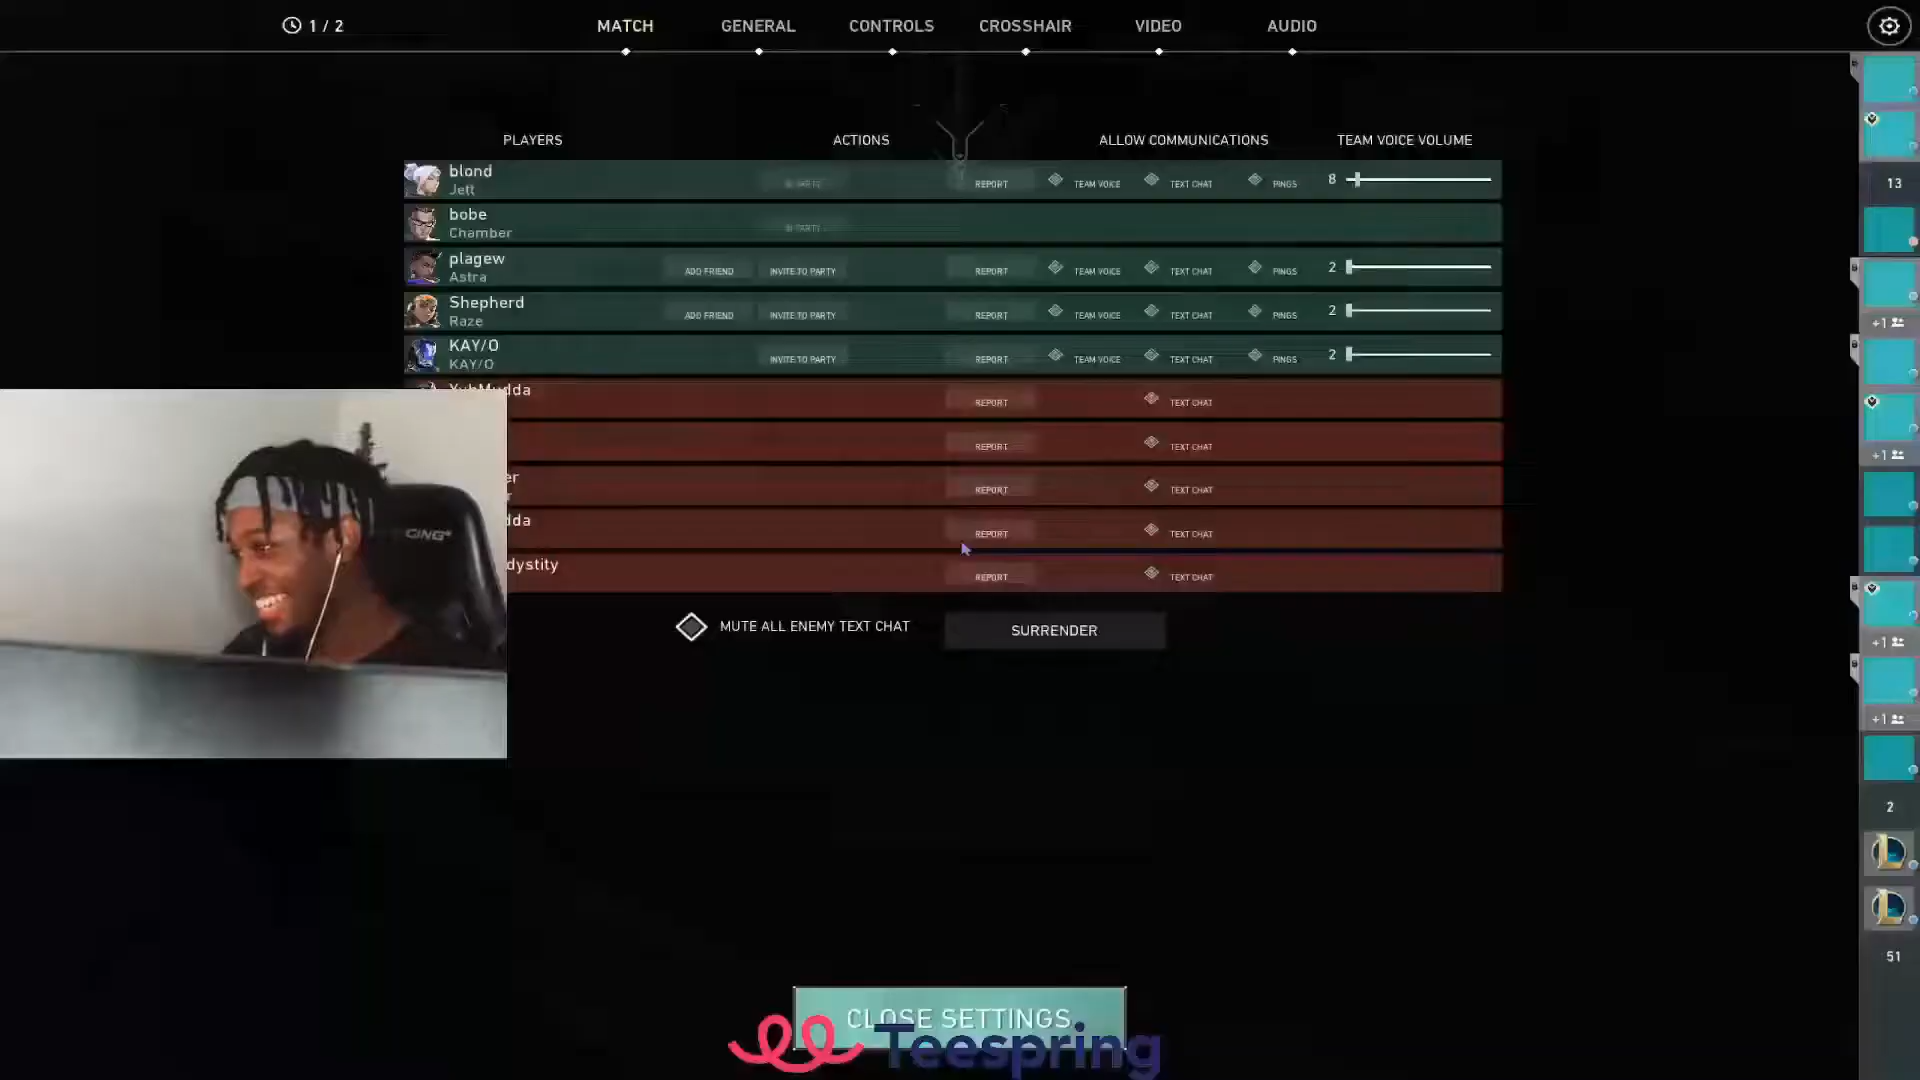 1 / 2 MATCH GENERAL CONTROLS CROSSHAIR VIDEO AUDIO
PLAYERS ACTIONS ALLOW COMMUNICATIONS TEAM VOICE VOLUME
blond
Jett
REPORT TEAM VOICE TEXT CHAT PINGS 8
13
bobe
Chamber
IN PARTY
plagew
Astra
ADD FRIEND INVITE TO PARTY REPORT TEAM VOICE TEXT CHAT PINGS 2
Shepherd
Raze
ADD FRIEND INVITE TO PARTY REPORT TEAM VOICE TEXT CHAT PINGS 2
+1
KAY/O
KAY/O
INVITE TO PARTY REPORT TEAM VOICE TEXT CHAT PINGS 2
REPORT TEXT CHAT
REPORT TEXT CHAT
+1
er
r
REPORT TEXT CHAT
dda
REPORT TEXT CHAT
dystity
REPORT TEXT CHAT
MUTE ALL ENEMY TEXT CHAT SURRENDER
+1
+1
2
51
CLOSE SETTINGS
Teespring